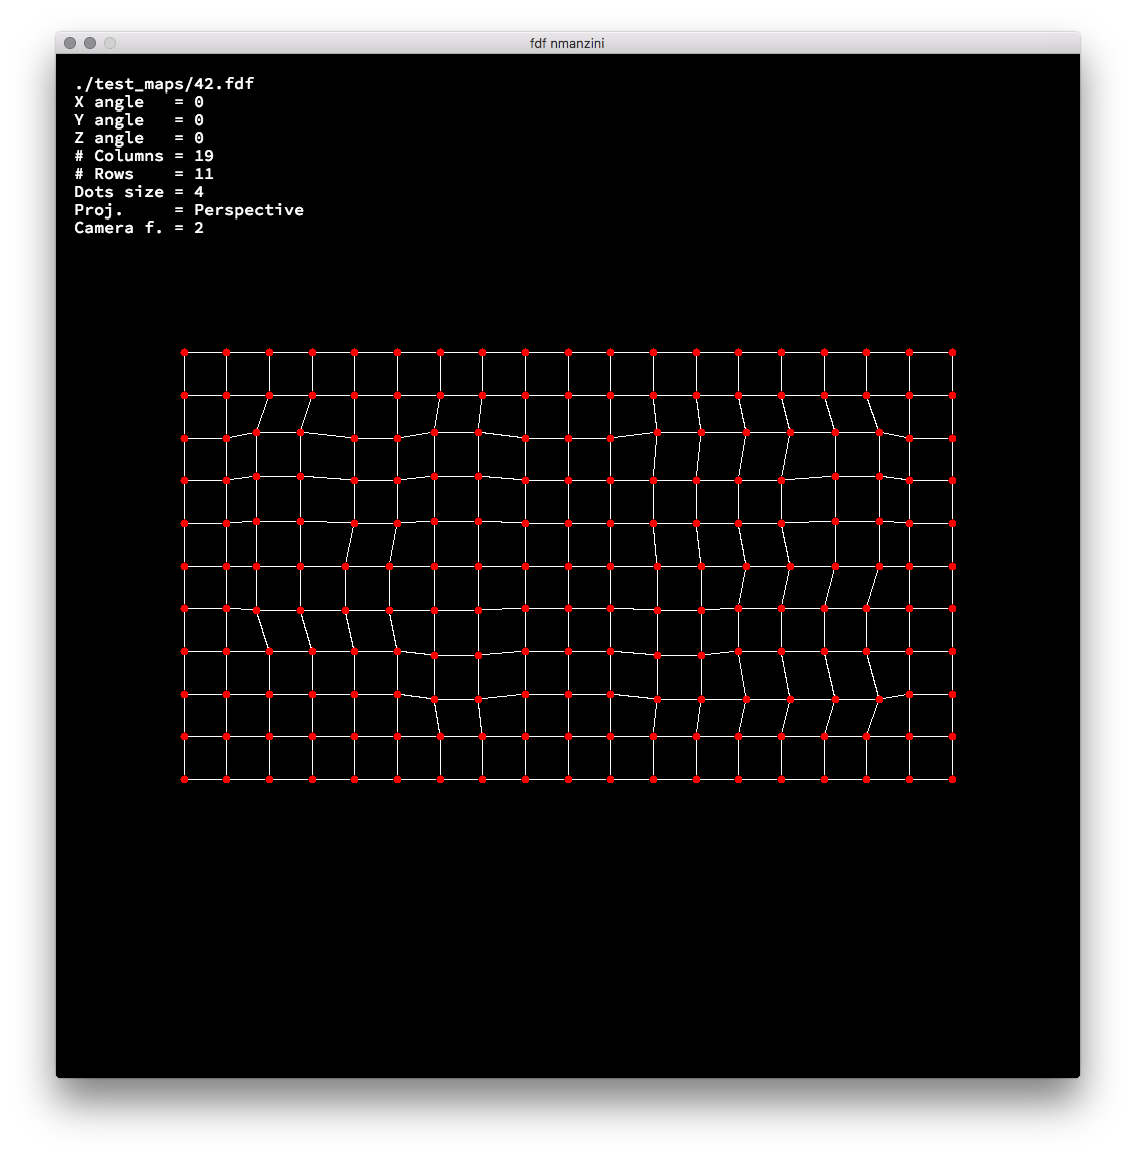 fdf nmanzini
./test_maps/42.fdf
X angle   = 0
Y angle   = 0
Z angle   = 0
# Columns = 19
# Rows    = 11
Dots size = 4
Proj.     = Perspective
Camera f. = 2